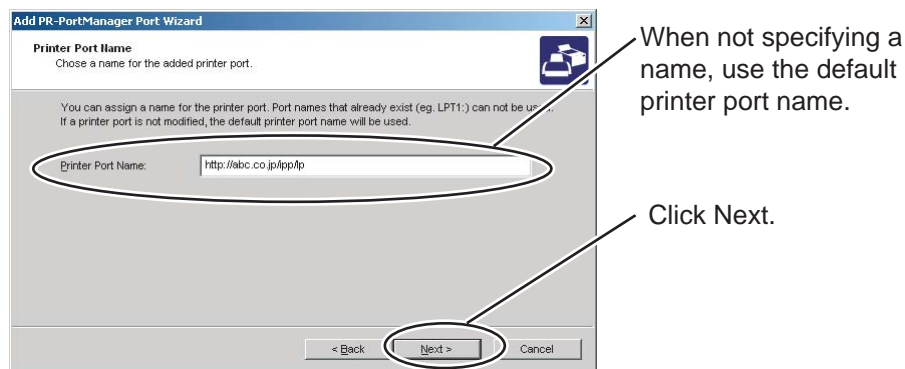 Add PR-PortManager Port Wizard
Printer Port Name
Chose a name for the added printer port.
You can assign a name for the printer port. Port names that already exist (eg. LPT1:) can not be used.
If a printer port is not modified, the default printer port name will be used.
Printer Port Name:
http://abc.co.jp/ipp/lp
< Back
Next >
Cancel
When not specifying a
name, use the default
printer port name.
Click Next.